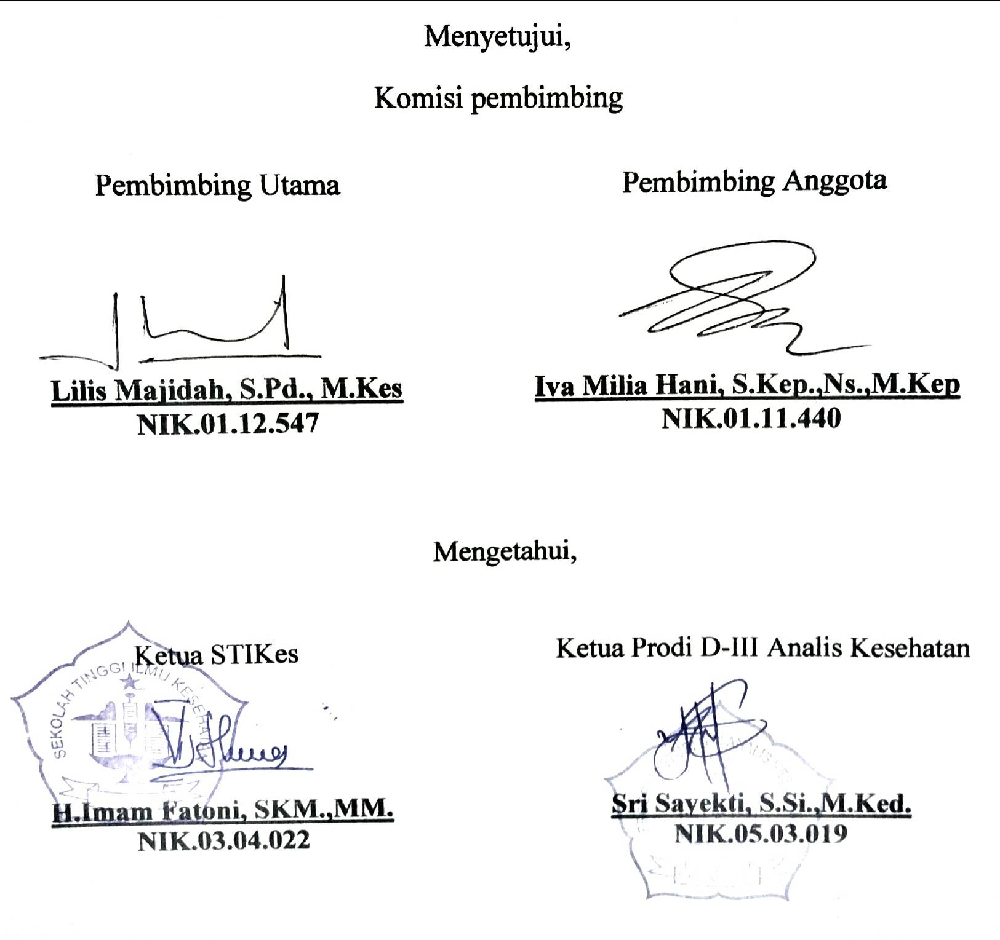 Menyetujui,
Komisi pembimbing
Pembimbing Utama
Pembimbing Anggota
Lilis Majidah, S.Pd., M.Kes
NIK.01.12.547
Iva Milia Hani, S.Kep.,Ns.,M.Kep
NIK.01.11.440
Mengetahui,
Ketua STIKes
SEKOLAH TINGGI ILMU KESEHATAN
H.Imam Fatoni, SKM.,MM.
NIK.03.04.022
Ketua Prodi D-III Analis Kesehatan
Sri Sayekti, S.Si.,M.Ked.
NIK.05.03.019